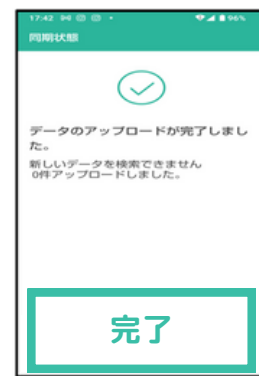 17:42
96%
同期状態
データのアップロードが完了しまし
た。
新しいデータを検索できません
0件アップロードしました。
完了